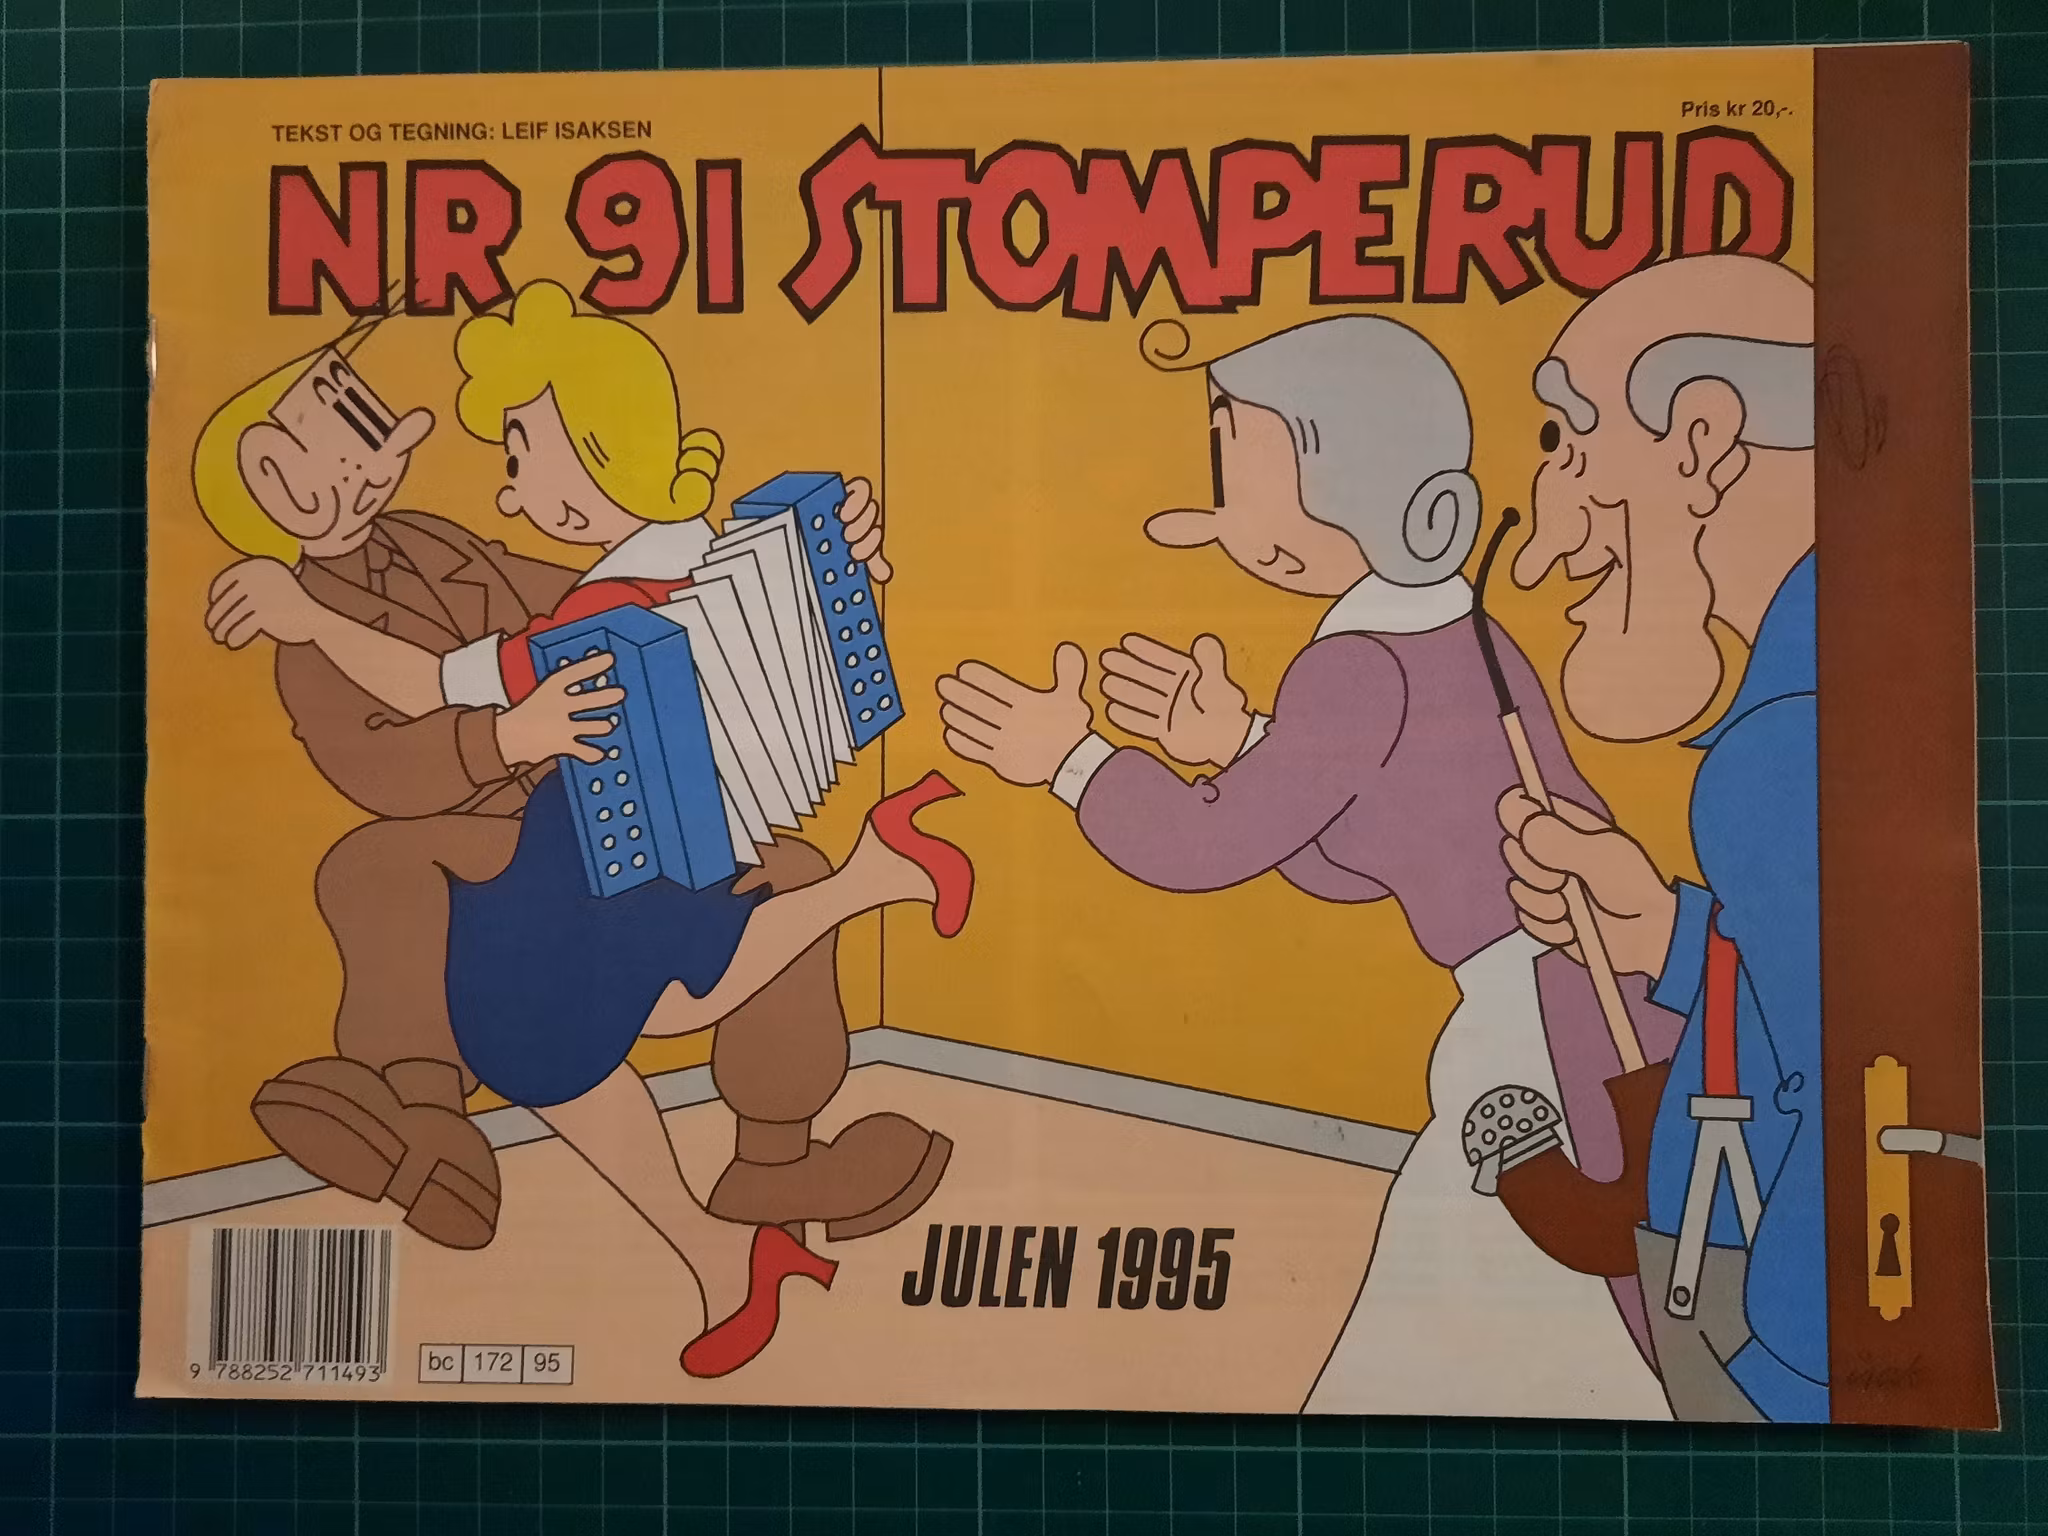 Pris kr 20,-.
TEKST OG TEGNING: LEIF ISAKSEN
NR 91 STOMPERUD
JULEN 1995
9 788252 711493
bc 172 95